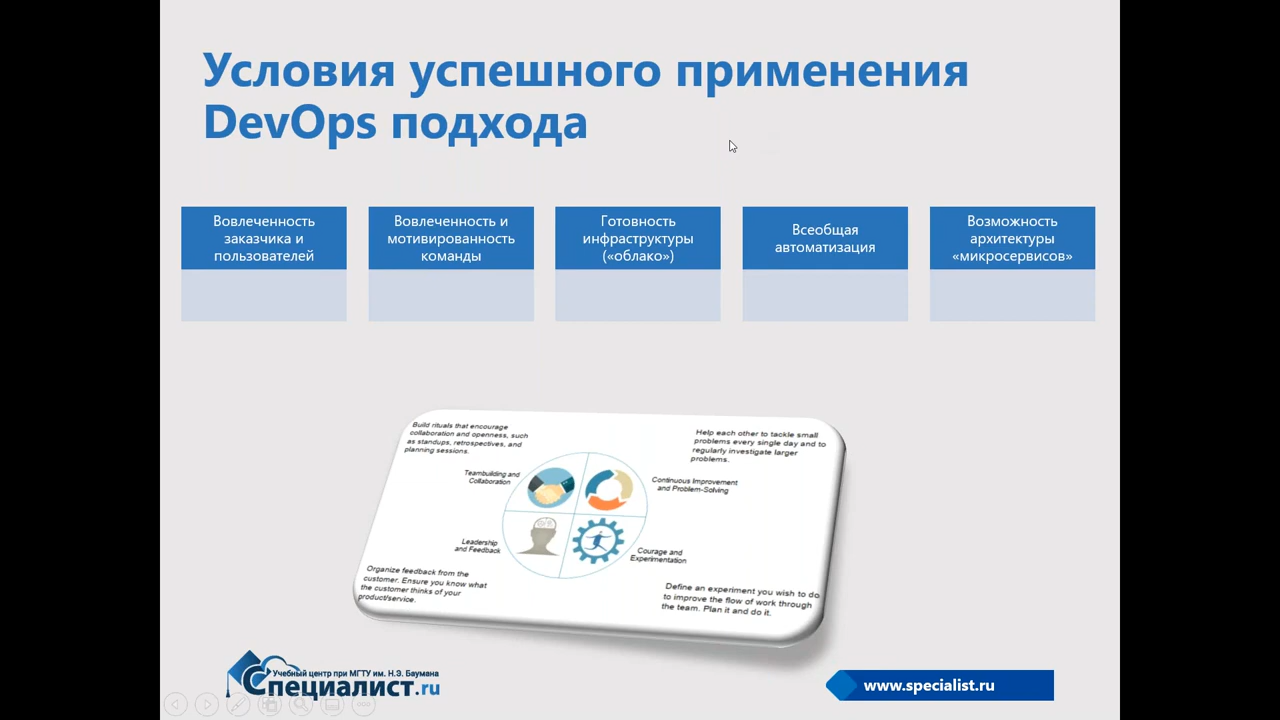 Условия успешного применения
DevOps подхода
Вовлеченность
заказчика и
пользователей
Вовлеченность и
мотивированность
команды
Готовность
инфраструктуры
(«облако»)
Всеобщая
автоматизация
Возможность
архитектуры
«микросервисов»
Build rituals that encourage
collaboration and openness, such
as standups, retrospectives, and
planning sessions.
Help each other to tackle small
problems every single day and to
regularly investigate larger
problems.
Teambuilding and
Collaboration
Continuous Improvement
and Problem-Solving
Leadership
and Feedback
Courage and
Experimentation
Organize feedback from the
customer. Ensure you know what
the customer thinks of your
product/service.
Define an experiment you wish to do
to improve the flow of work through
the team. Plan it and do it.
Учебный центр при МГТУ им. Н.Э. Баумана
Специалист.ru
www.specialist.ru